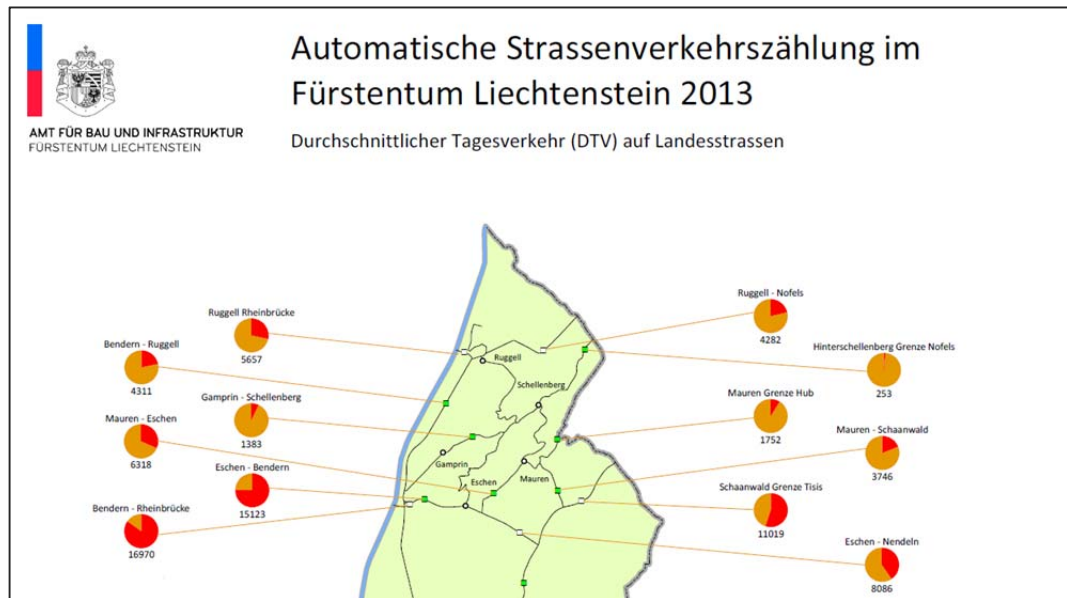 Automatische Strassenverkehrszählung im
Fürstentum Liechtenstein 2013
AMT FÜR BAU UND INFRASTRUKTUR
FÜRSTENTUM LIECHTENSTEIN
Durchschnittlicher Tagesverkehr (DTV) auf Landesstrassen
Ruggell Rheinbrücke
5657
Bendern - Ruggell
4311
Gamprin - Schellenberg
1383
Mauren - Eschen
6318
Eschen - Bendern
15123
Bendern - Rheinbrücke
16970
Ruggell
Schellenberg
Gamprin
Eschen
Mauren
Ruggell - Nofels
4282
Hinterschellenberg Grenze Nofels
253
Mauren Grenze Hub
1752
Mauren - Schaanwald
3746
Schaanwald Grenze Tisis
11019
Eschen - Nendeln
8086